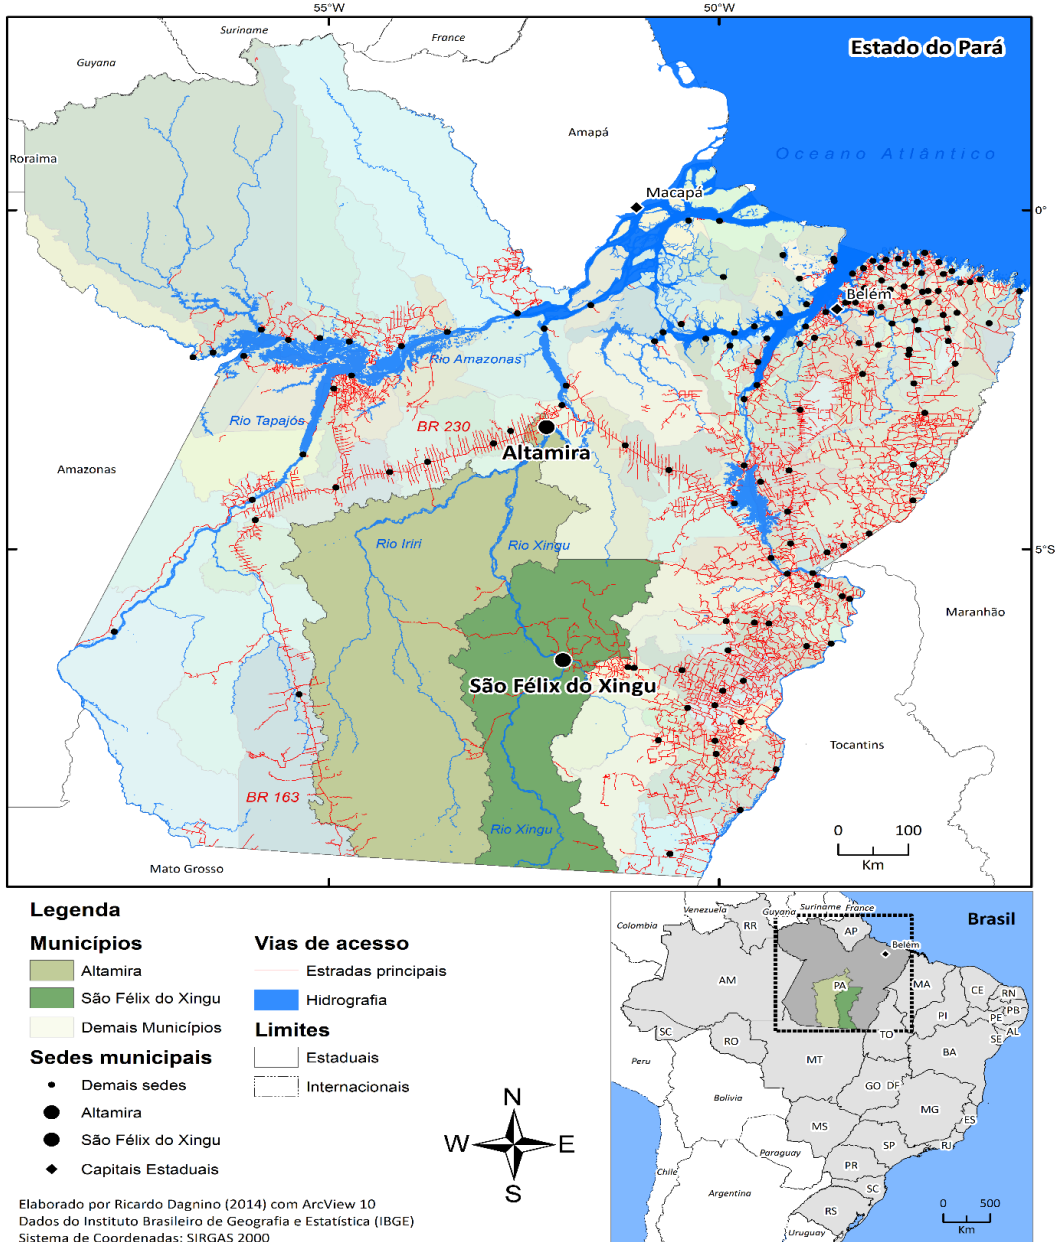 55°W
50°W
Suriname
France
Guyana
Estado do Pará
Amapá
Roraima
Oceano Atlântico
Macapá
0°
Belém
Rio Amazonas
Rio Tapajós
BR 230
Altamira
Amazonas
Rio Iriri
Rio Xingu
5°S
Maranhão
São Félix do Xingu
Tocantins
BR 163
Rio Xingu
0 100
Km
Mato Grosso
Legenda
Municípios
Altamira
São Félix do Xingu
Demais Municípios
Sedes municipais
Demais sedes
Altamira
São Félix do Xingu
Capitais Estaduais
Vias de acesso
Estradas principais
Hidrografia
Limites
Estaduais
Internacionais
N
W E
S
Elaborado por Ricardo Dagnino (2014) com ArcView 10
Dados do Instituto Brasileiro de Geografia e Estatística (IBGE)
Sistema de Coordenadas: SIRGAS 2000
Brasil
Venezuela
Guyana
Suriname
France
Colombia
RR
AP
Belém
AM
PA
MA
CE
RN
PB
PI
PE
AL
SE
SC
RO
TO
MT
BA
Peru
GO
DF
Bolivia
MG
ES
MS
SP
RJ
Paraguay
PR
Chile
SC
Argentina
RS
Uruguay
0 500
Km